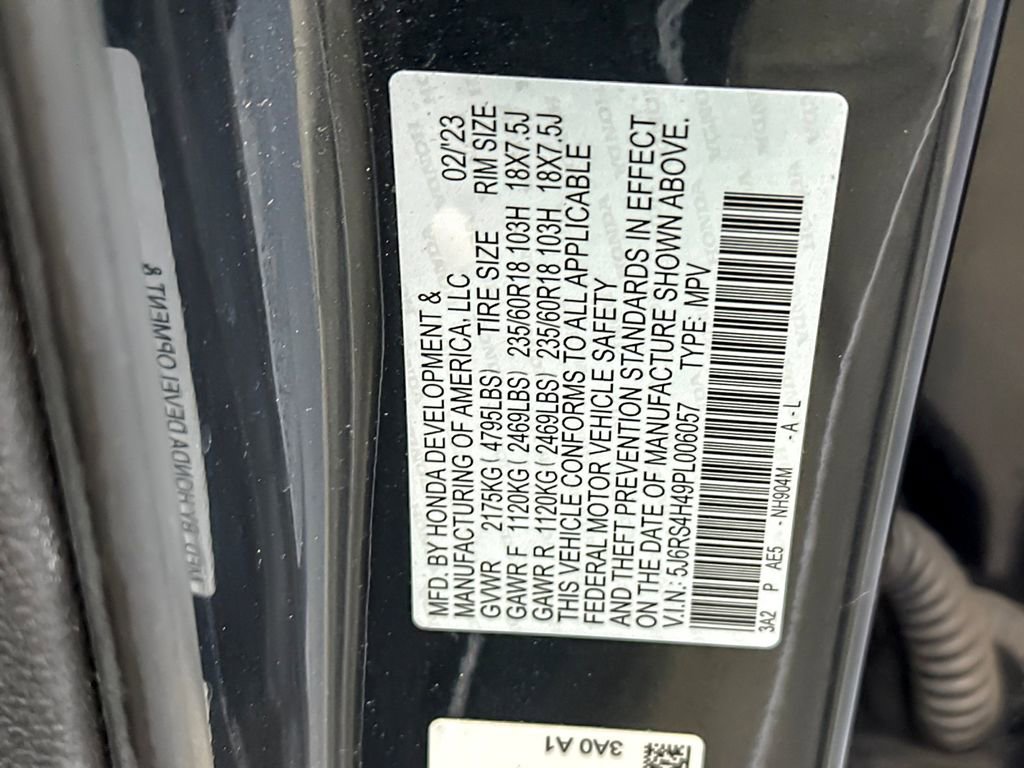 MFD. BY HONDA DEVELOPMENT &
MANUFACTURING OF AMERICA, LLC 02/'23
GVWR 2175KG ( 4795LBS) TIRE SIZE RIM SIZE
GAWR F 1120KG ( 2469LBS) 235/60R18 103H 18X7.5J
GAWR R 1120KG ( 2469LBS) 235/60R18 103H 18X7.5J
THIS VEHICLE CONFORMS TO ALL APPLICABLE
FEDERAL MOTOR VEHICLE SAFETY
AND THEFT PREVENTION STANDARDS IN EFFECT
ON THE DATE OF MANUFACTURE SHOWN ABOVE.
V.I.N.: 5J6RS4H49PL006057 TYPE: MPV
3A2 P AE5 - NH904M - A - L
3A0 A1